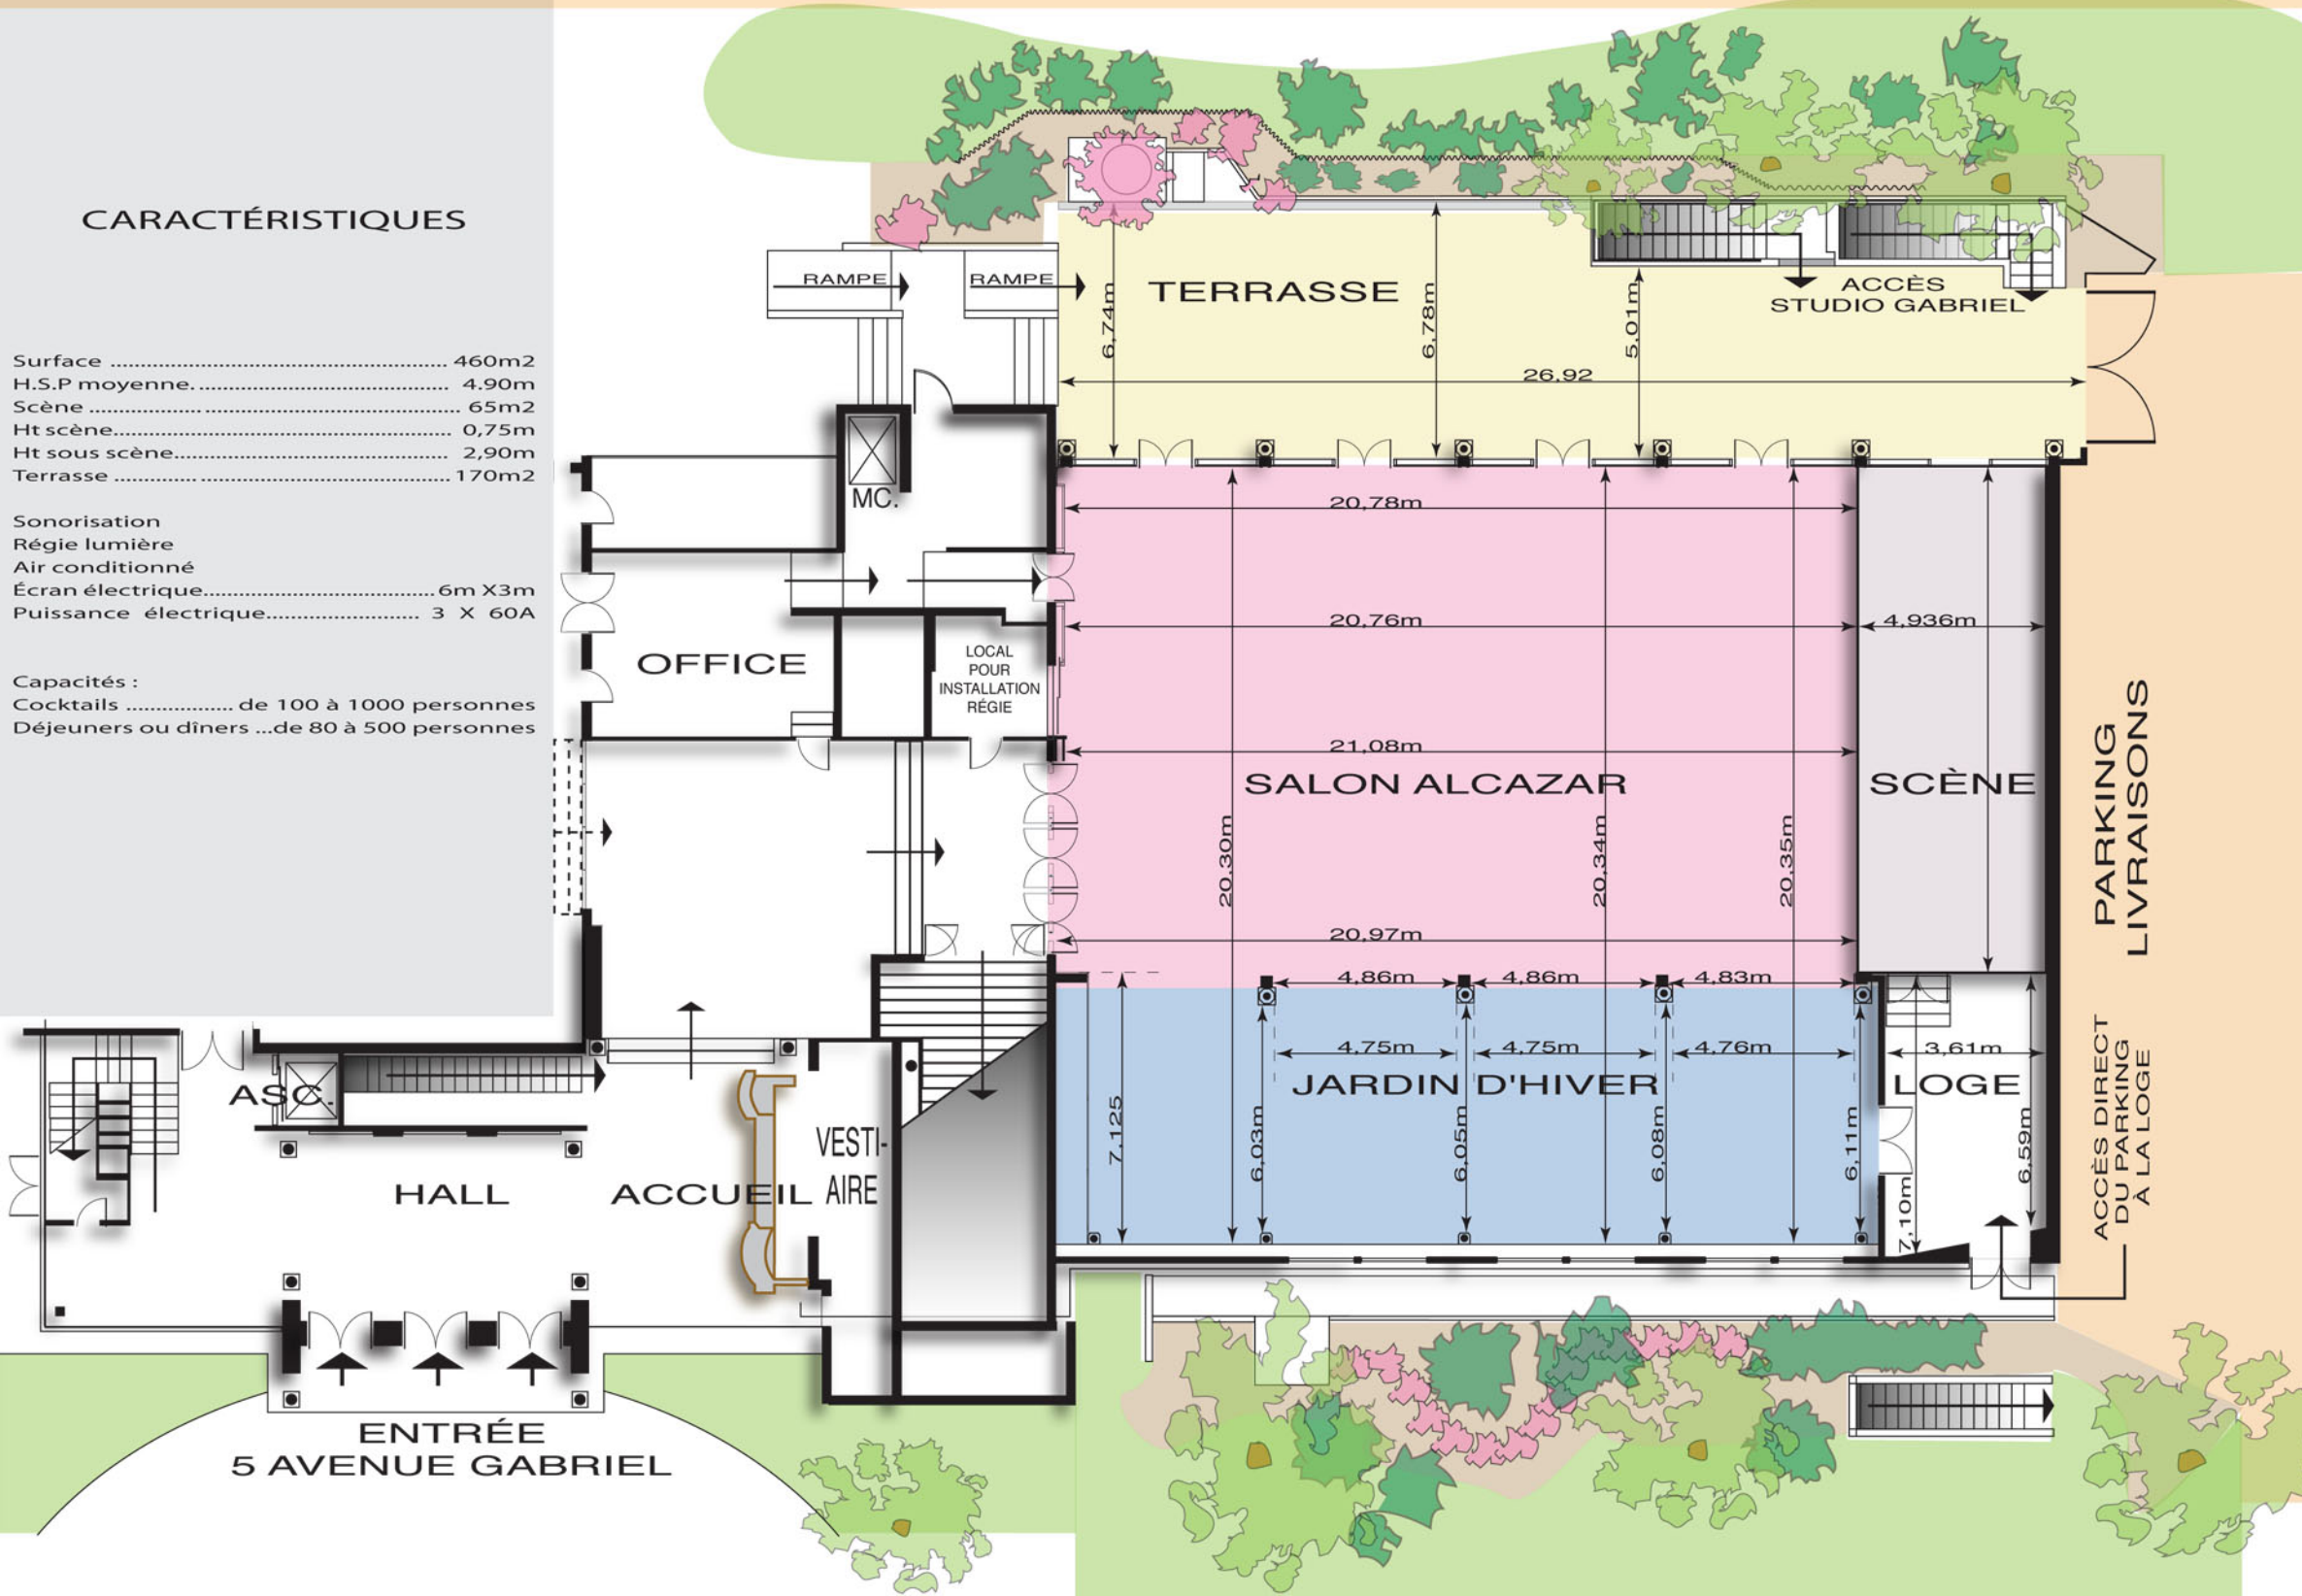 CARACTÉRISTIQUES
Surface ........................................................ 460m2
H.S.P moyenne. .......................................... 4.90m
Scène .............. .......................................... 65m2
Ht scène........................................................ 0,75m
Ht sous scène.............................................. 2,90m
Terrasse .............. ..................................... 170m2
Sonorisation
Régie lumière
Air conditionné
Écran électrique....................................... 6m X3m
Puissance électrique......................... 3 X 60A
Capacités :
Cocktails .................. de 100 à 1000 personnes
Déjeuners ou dîners ...de 80 à 500 personnes
RAMPE
RAMPE
TERRASSE
6,74m
6,78m
5,01m
26,92
ACCÈS
STUDIO GABRIEL
MC.
OFFICE
LOCAL
POUR
INSTALLATION
RÉGIE
20,78m
20,76m
4,936m
21,08m
SALON ALCAZAR
SCÈNE
20,30m
20,34m
20,35m
20,97m
4,86m
4,86m
4,83m
4,75m
4,75m
4,76m
3,61m
JARDIN D'HIVER
LOGE
7,125
6,03m
6,05m
6,08m
6,11m
7,10m
6,59m
PARKING
LIVRAISONS
ACCÈS DIRECT
DU PARKING
À LA LOGE
ASC.
HALL
ACCUEIL
VESTI-
AIRE
ENTRÉE
5 AVENUE GABRIEL